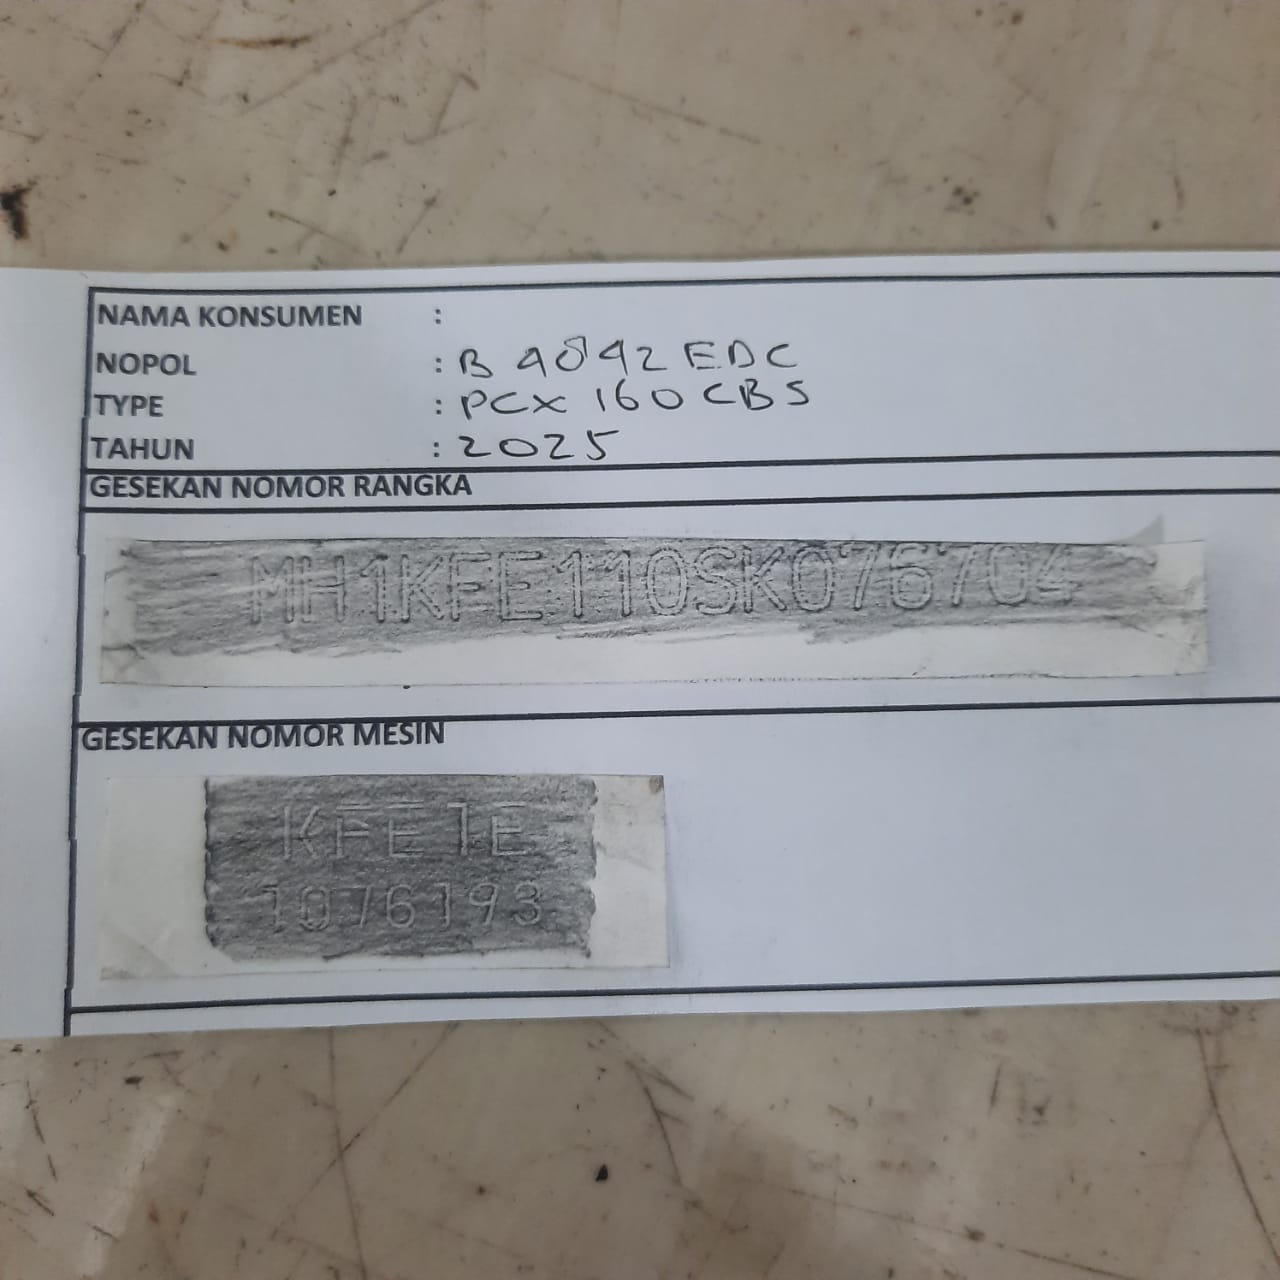 NAMA KONSUMEN :
NOPOL : B 4842 EDC
TYPE : PCX 160 CBS
TAHUN : 2025
GESEKAN NOMOR RANGKA
MH1KFE110SK076704
GESEKAN NOMOR MESIN
KFE1E
1076193